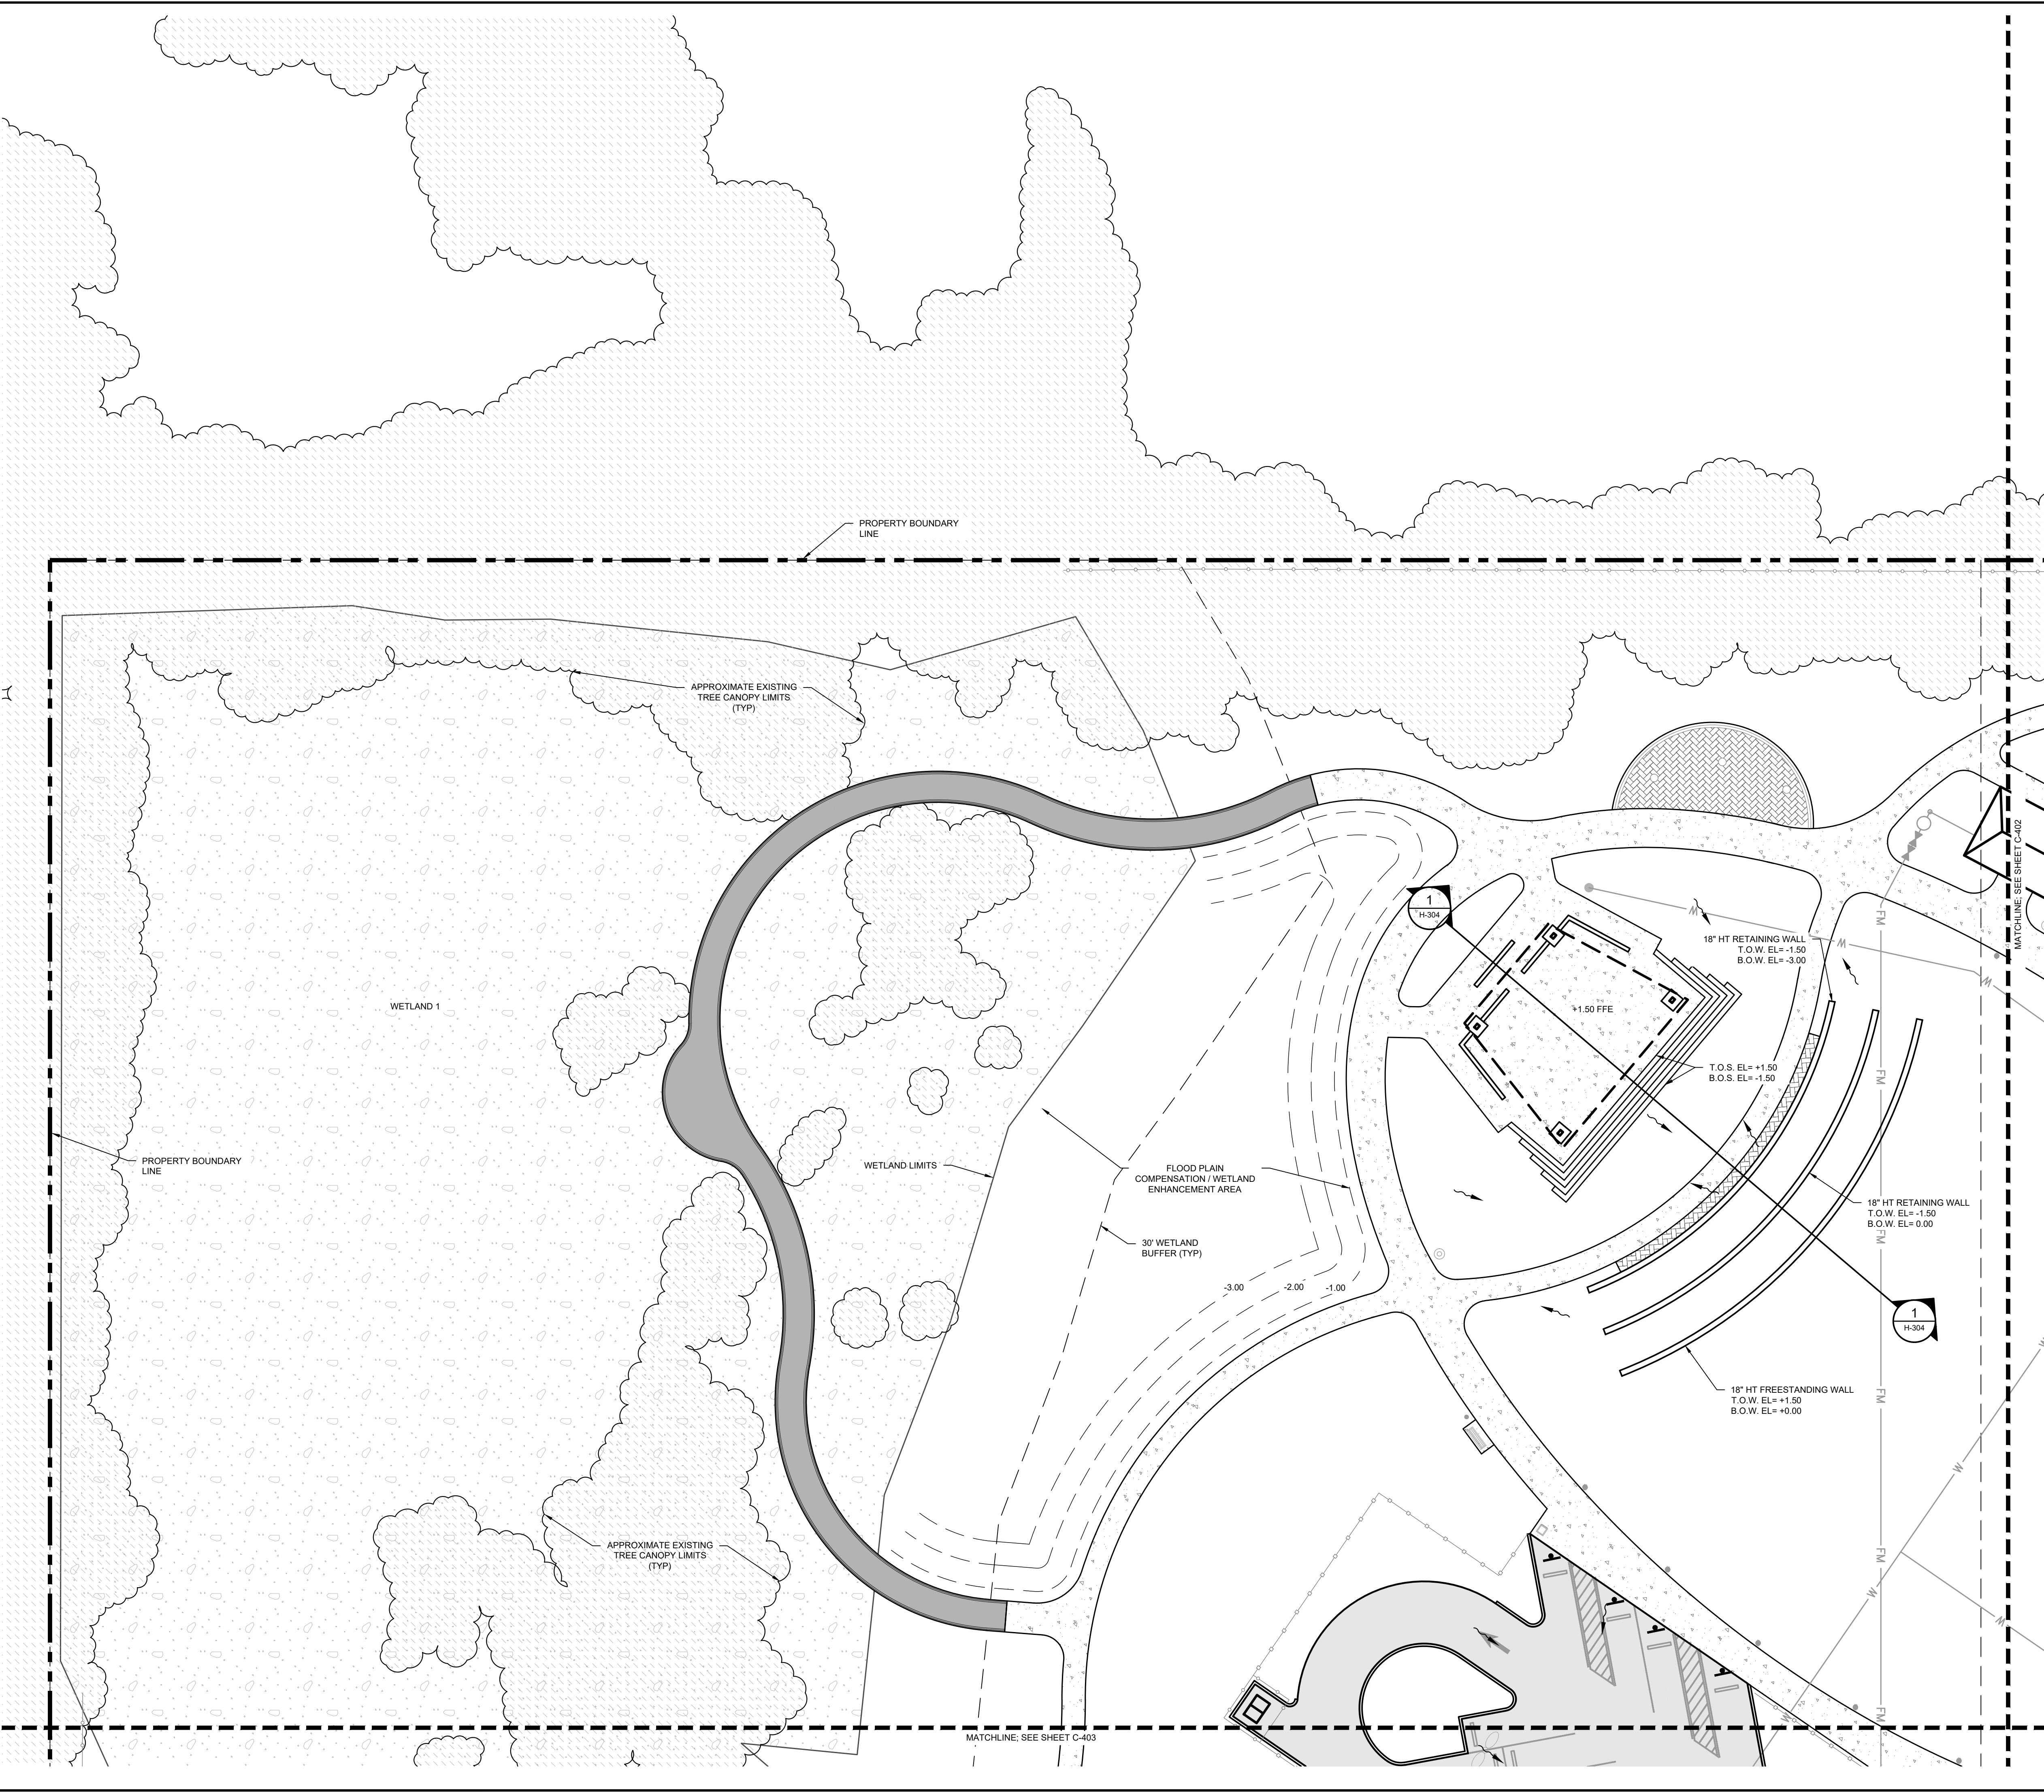 PROPERTY BOUNDARY
LINE
APPROXIMATE EXISTING
TREE CANOPY LIMITS
(TYP)
MATCHLINE; SEE SHEET C-402
1
H-304
W
FM
18" HT RETAINING WALL
T.O.W. EL= -1.50
B.O.W. EL= -3.00
W
W
WETLAND 1
+1.50 FFE
T.O.S. EL= +1.50
B.O.S. EL= -1.50
FM
PROPERTY BOUNDARY
LINE
WETLAND LIMITS
FLOOD PLAIN
COMPENSATION / WETLAND
ENHANCEMENT AREA
18" HT RETAINING WALL
T.O.W. EL= -1.50
B.O.W. EL= 0.00
FM
30' WETLAND
BUFFER (TYP)
-3.00
-2.00
-1.00
1
H-304
W
18" HT FREESTANDING WALL
T.O.W. EL= +1.50
B.O.W. EL= +0.00
FM
W
APPROXIMATE EXISTING
TREE CANOPY LIMITS
(TYP)
FM
W
W
FM
W
MATCHLINE; SEE SHEET C-403